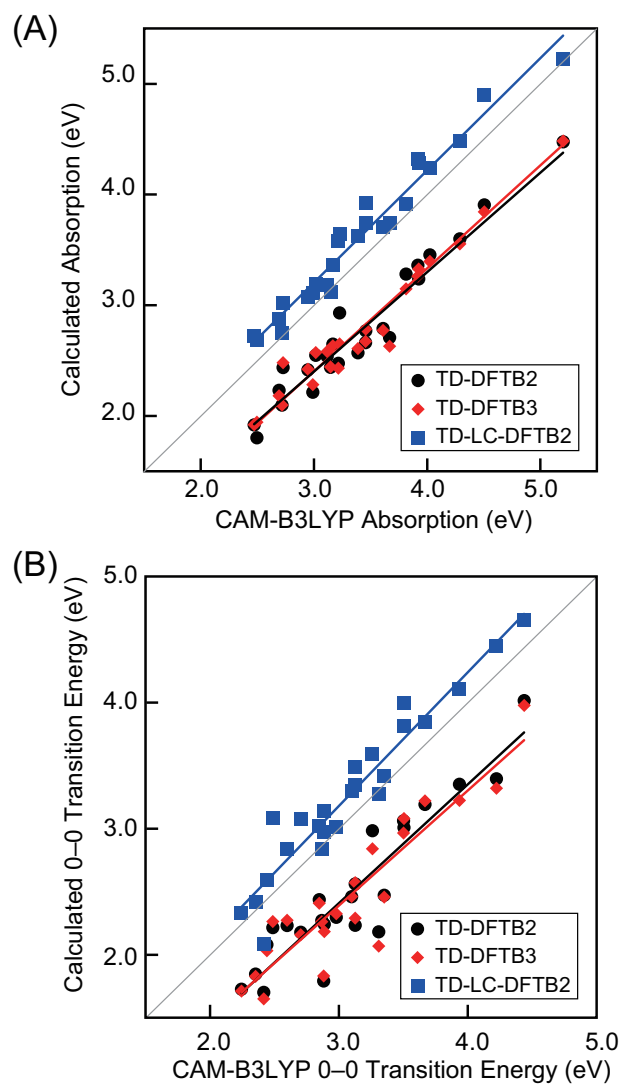 (A)
5.0
4.0
3.0
2.0
Calculated Absorption (eV)
TD-DFTB2
TD-DFTB3
TD-LC-DFTB2
2.0 3.0 4.0 5.0
CAM-B3LYP Absorption (eV)
(B)
5.0
4.0
3.0
2.0
Calculated 0–0 Transition Energy (eV)
TD-DFTB2
TD-DFTB3
TD-LC-DFTB2
2.0 3.0 4.0 5.0
CAM-B3LYP 0–0 Transition Energy (eV)